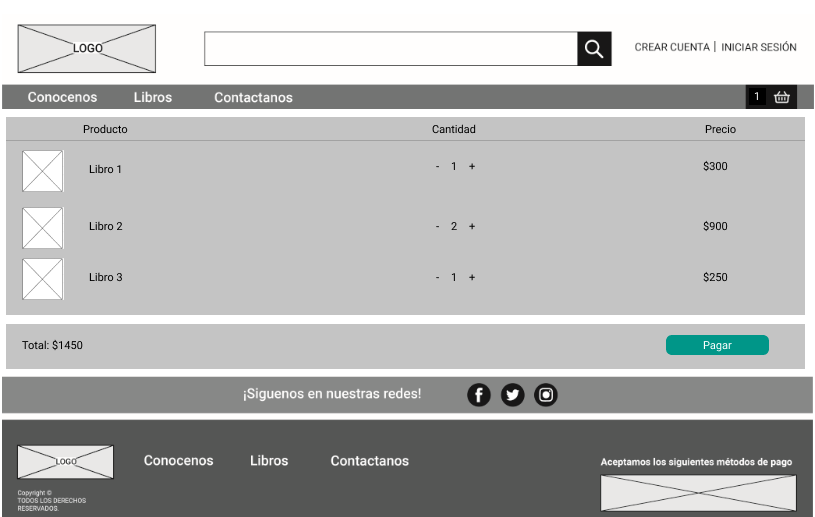 LOGO
CREAR CUENTA | INICIAR SESIÓN
Conocenos Libros Contactanos 1
Producto Cantidad Precio
Libro 1 - 1 + $300
Libro 2 - 2 + $900
Libro 3 - 1 + $250
Total: $1450 Pagar
¡Siguenos en nuestras redes!
LOGO Conocenos Libros Contactanos
Aceptamos los siguientes métodos de pago
Copyright ©
TODOS LOS DERECHOS
RESERVADOS.